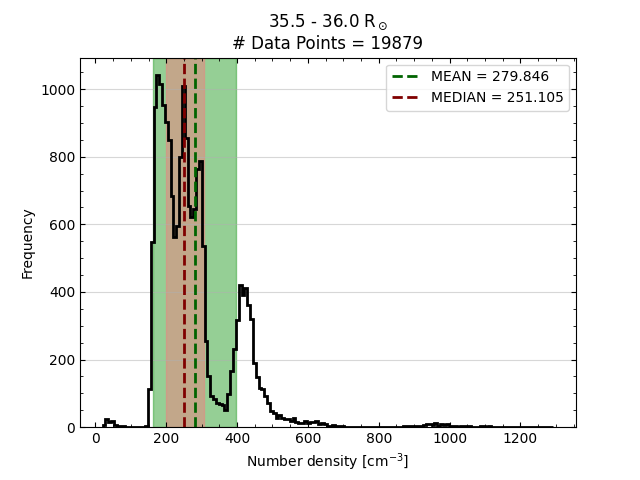 35.5 - 36.0 R⊙
# Data Points = 19879
MEAN = 279.846
MEDIAN = 251.105
Frequency
1000
800
600
400
200
0
0 200 400 600 800 1000 1200
Number density [cm⁻³]